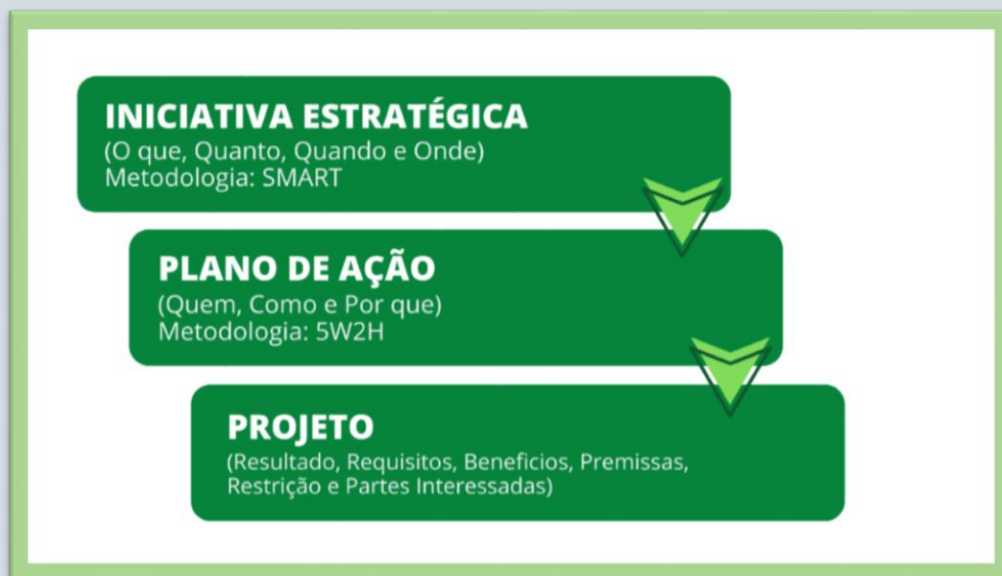 INICIATIVA ESTRATÉGICA
(O que, Quanto, Quando e Onde)
Metodologia: SMART
PLANO DE AÇÃO
(Quem, Como e Por que)
Metodologia: 5W2H
PROJETO
(Resultado, Requisitos, Beneficios, Premissas,
Restrição e Partes Interessadas)